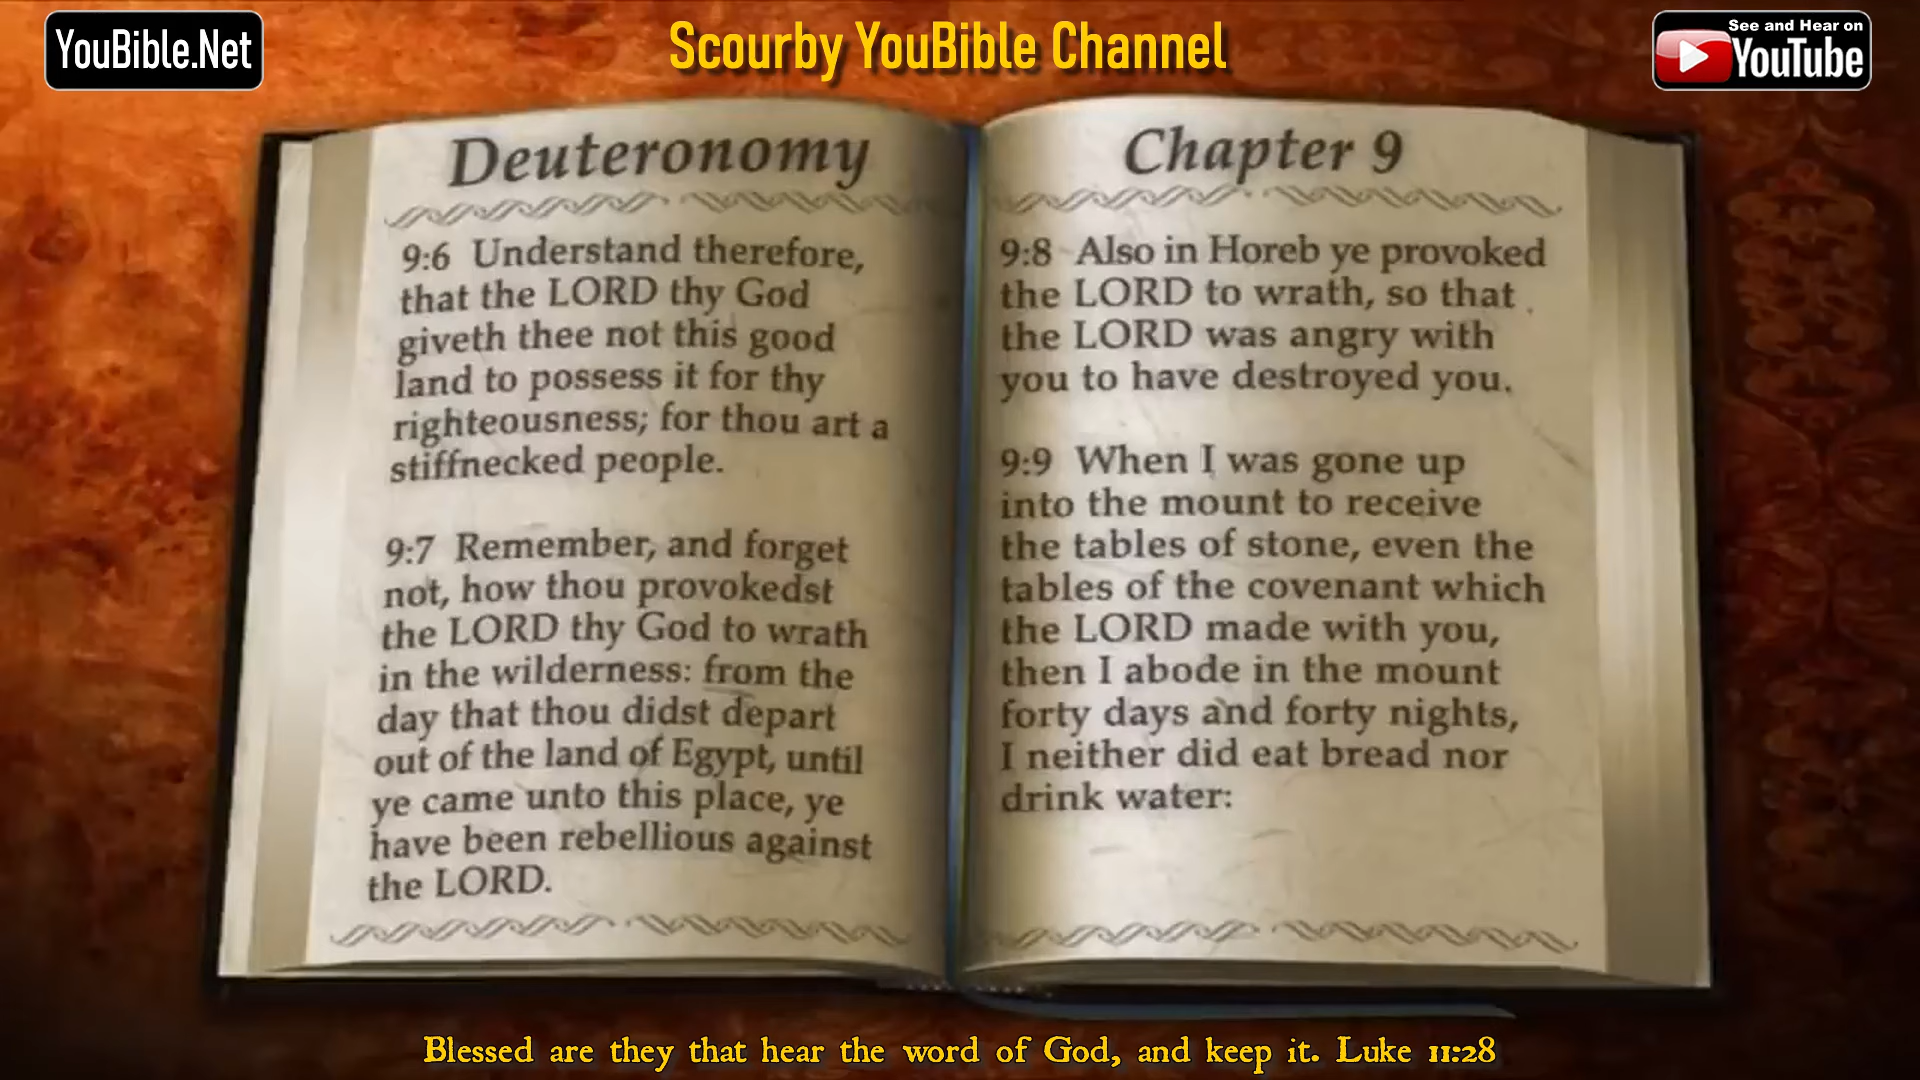 YouBible.Net
Scourby YouBible Channel
See and Hear on
YouTube
Deuteronomy
9:6 Understand therefore,
that the LORD thy God
giveth thee not this good
land to possess it for thy
righteousness; for thou art a
stiffnecked people.
9:7 Remember, and forget
not, how thou provokedst
the LORD thy God to wrath
in the wilderness: from the
day that thou didst depart
out of the land of Egypt, until
ye came unto this place, ye
have been rebellious against
the LORD.
Chapter 9
9:8 Also in Horeb ye provoked
the LORD to wrath, so that
the LORD was angry with
you to have destroyed you.
9:9 When I was gone up
into the mount to receive
the tables of stone, even the
tables of the covenant which
the LORD made with you,
then I abode in the mount
forty days and forty nights,
I neither did eat bread nor
drink water:
Blessed are they that hear the word of God, and keep it. Luke 11:28